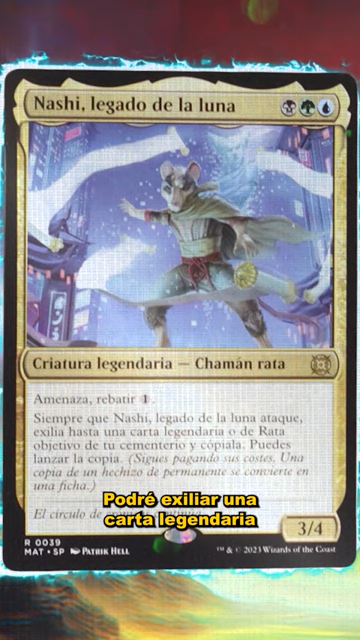 Nashi, legado de la luna
Criatura legendaria — Chamán rata
Amenaza, rebatir 1.
Siempre que Nashi, legado de la luna ataque,
exilia hasta una carta legendaria o de Rata
objetivo de tu cementerio y cópiala. Puedes
lanzar la copia. (Sigues pagando sus costes. Una
copia de un hechizo de permanente se convierte
en una ficha.)
Podré exiliar una
El círculo de
carta legendaria
3/4
R 0039
MAT • SP Patrik Hell
™ & © 2023 Wizards of the Coast